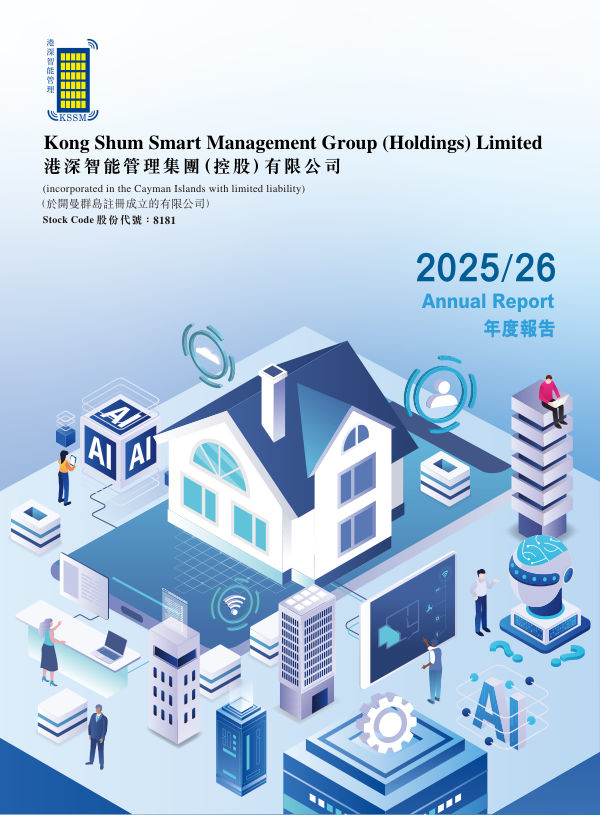 港深智能管理
KSSM
Kong Shum Smart Management Group (Holdings) Limited
港深智能管理集團(控股)有限公司
(incorporated in the Cayman Islands with limited liability)
(於開曼群島註冊成立的有限公司)
Stock Code 股份代號：8181
2025/26
Annual Report
年度報告
AI
AI
AI
AI